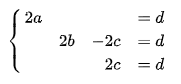 2a = d
2b - 2c = d
2c = d